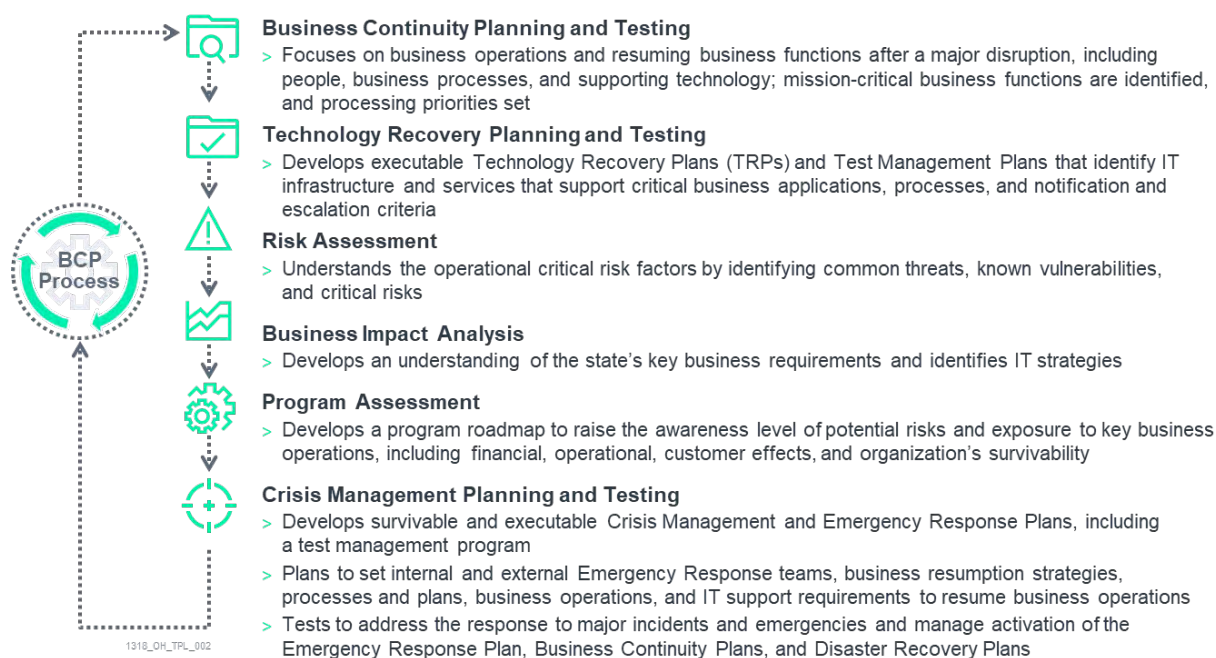 Business Continuity Planning and Testing
> Focuses on business operations and resuming business functions after a major disruption, including
people, business processes, and supporting technology; mission-critical business functions are identified,
and processing priorities set
Technology Recovery Planning and Testing
> Develops executable Technology Recovery Plans (TRPs) and Test Management Plans that identify IT
infrastructure and services that support critical business applications, processes, and notification and
escalation criteria
Risk Assessment
> Understands the operational critical risk factors by identifying common threats, known vulnerabilities,
and critical risks
BCP
Process
Business Impact Analysis
> Develops an understanding of the state’s key business requirements and identifies IT strategies
Program Assessment
> Develops a program roadmap to raise the awareness level of potential risks and exposure to key business
operations, including financial, operational, customer effects, and organization’s survivability
Crisis Management Planning and Testing
> Develops survivable and executable Crisis Management and Emergency Response Plans, including
a test management program
> Plans to set internal and external Emergency Response teams, business resumption strategies,
processes and plans, business operations, and IT support requirements to resume business operations
> Tests to address the response to major incidents and emergencies and manage activation of the
Emergency Response Plan, Business Continuity Plans, and Disaster Recovery Plans
1318_OH_TPL_002